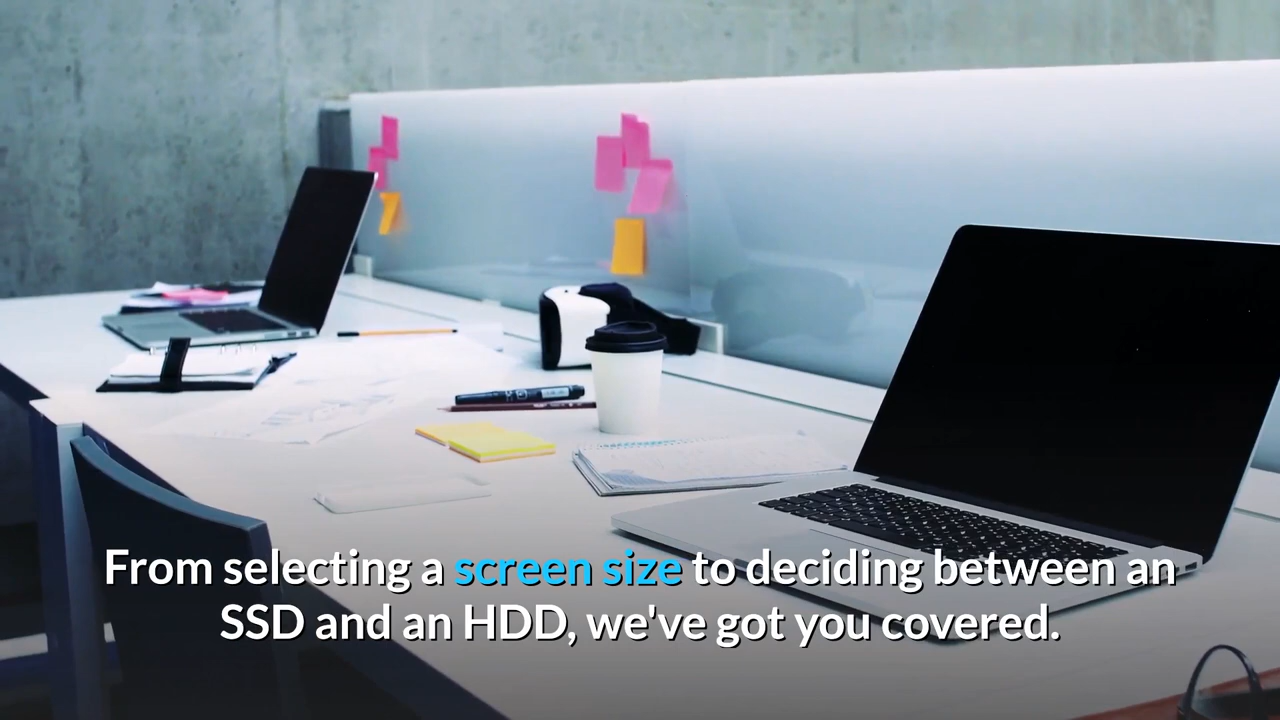 From selecting a screen size to deciding between an
SSD and an HDD, we've got you covered.